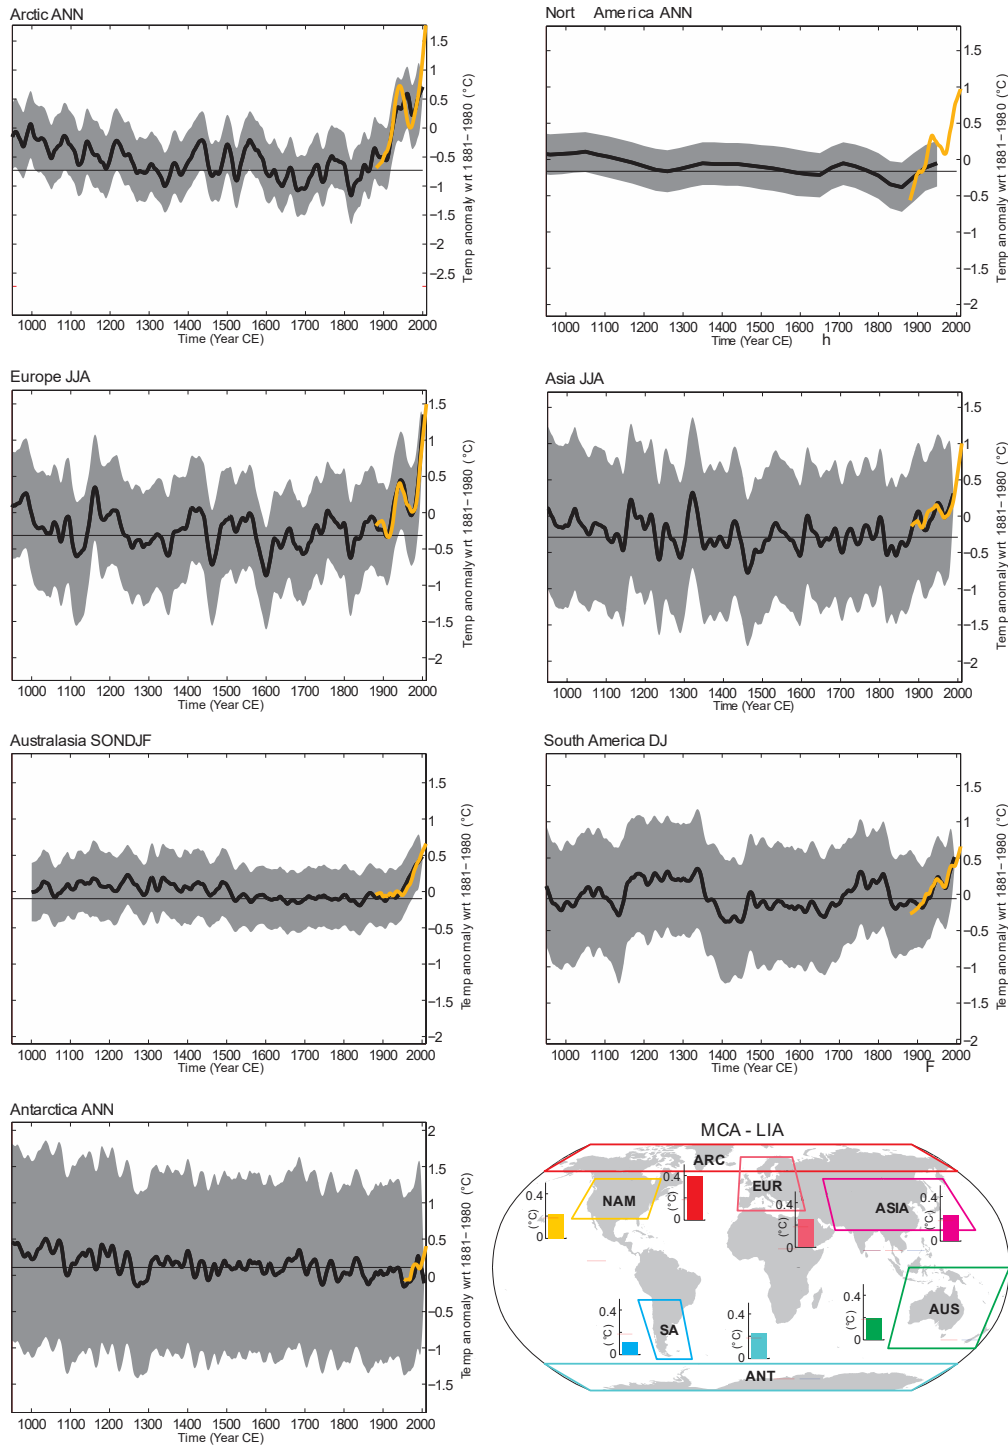 Arctic ANN
1.5
1
0.5
0
−0.5
−1
−1.5
−2
−2.5
Temp anomaly wrt 1881−1980 (°C)
1000 1100 1200 1300 1400 1500 1600 1700 1800 1900 2000
Time (Year CE)
Nort America ANN
1.5
1
0.5
0
−0.5
−1
−1.5
−2
Temp anomaly wrt 1881−1980 (°C)
1000 1100 1200 1300 1400 1500 1600 1700 1800 1900 2000
Time (Year CE) h
Europe JJA
1.5
1
0.5
0
−0.5
−1
−1.5
−2
Temp anomaly wrt 1881−1980 (°C)
1000 1100 1200 1300 1400 1500 1600 1700 1800 1900 2000
Time (Year CE)
Asia JJA
1.5
1
0.5
0
−0.5
−1
−1.5
−2
Temp anomaly wrt 1881−1980 (°C)
1000 1100 1200 1300 1400 1500 1600 1700 1800 1900 2000
Time (Year CE)
Australasia SONDJF
1.5
1
0.5
0
−0.5
−1
−1.5
−2
Temp anomaly wrt 1881−1980 (°C)
1000 1100 1200 1300 1400 1500 1600 1700 1800 1900 2000
Time (Year CE)
South America DJ
1.5
1
0.5
0
−0.5
−1
−1.5
−2
Temp anomaly wrt 1881−1980 (°C)
1000 1100 1200 1300 1400 1500 1600 1700 1800 1900 2000
Time (Year CE) F
Antarctica ANN
2
1.5
1
0.5
0
−0.5
−1
−1.5
Temp anomaly wrt 1881−1980 (°C)
1000 1100 1200 1300 1400 1500 1600 1700 1800 1900 2000
Time (Year CE)
MCA - LIA
ARC
0.4
(°C)
0
EUR
0.4
(°C)
0
NAM
0.4
(°C)
0
ASIA
0.4
(°C)
0
SA
0.4
(°C)
0
0.4
(°C)
0
AUS
0.4
(°C)
0
ANT